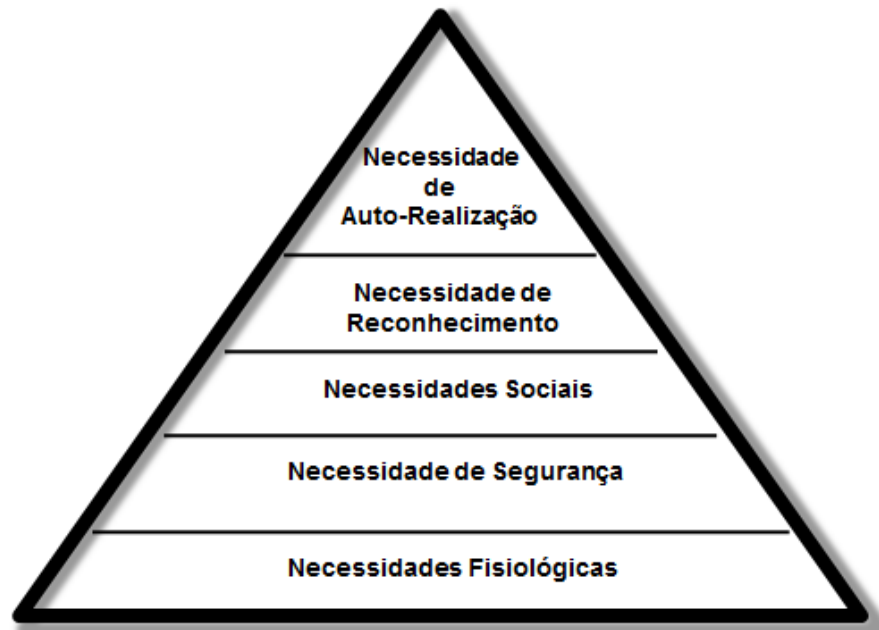 Necessidade
de
Auto-Realização
Necessidade de
Reconhecimento
Necessidades Sociais
Necessidade de Segurança
Necessidades Fisiológicas